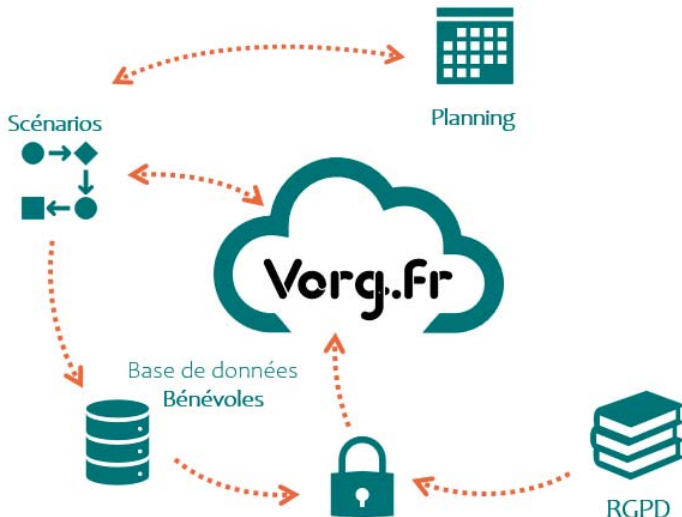 Planning
Scénarios
Vorg.fr
Base de données
Bénévoles
RGPD